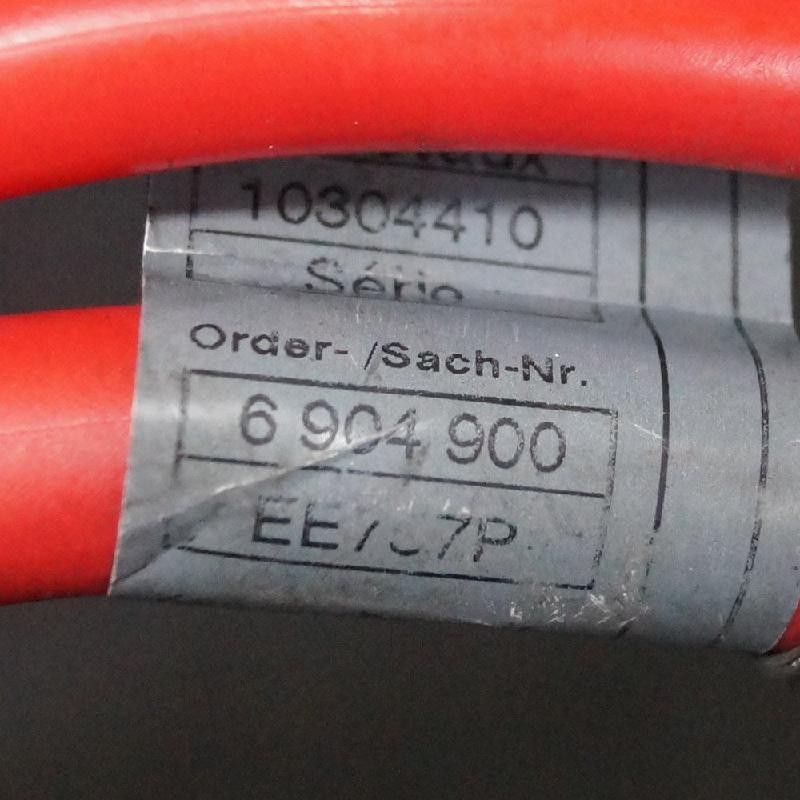 10304410
Série
Order- /Sach-Nr.
6 904 900